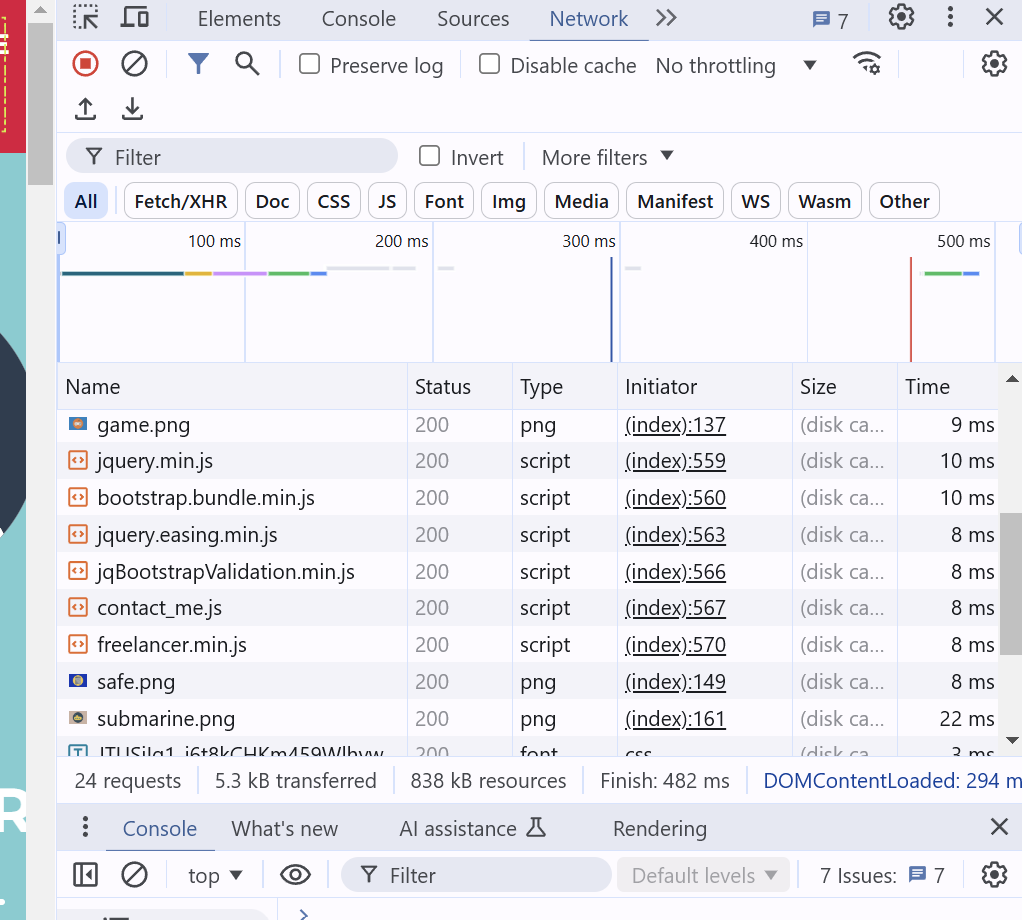 Elements Console Sources Network 7
Preserve log Disable cache No throttling
Filter Invert More filters
All Fetch/XHR Doc CSS JS Font Img Media Manifest WS Wasm Other
100 ms 200 ms 300 ms 400 ms 500 ms
Name Status Type Initiator Size Time
game.png 200 png (index):137 (disk ca... 9 ms
jquery.min.js 200 script (index):559 (disk ca... 10 ms
bootstrap.bundle.min.js 200 script (index):560 (disk ca... 10 ms
jquery.easing.min.js 200 script (index):563 (disk ca... 8 ms
jqBootstrapValidation.min.js 200 script (index):566 (disk ca... 8 ms
contact_me.js 200 script (index):567 (disk ca... 8 ms
freelancer.min.js 200 script (index):570 (disk ca... 8 ms
safe.png 200 png (index):149 (disk ca... 8 ms
submarine.png 200 png (index):161 (disk ca... 22 ms
200 font css (disk ca... 3 ms
R
24 requests 5.3 kB transferred 838 kB resources Finish: 482 ms DOMContentLoaded: 294 m
Console What's new AI assistance Rendering
top Filter Default levels 7 Issues: 7